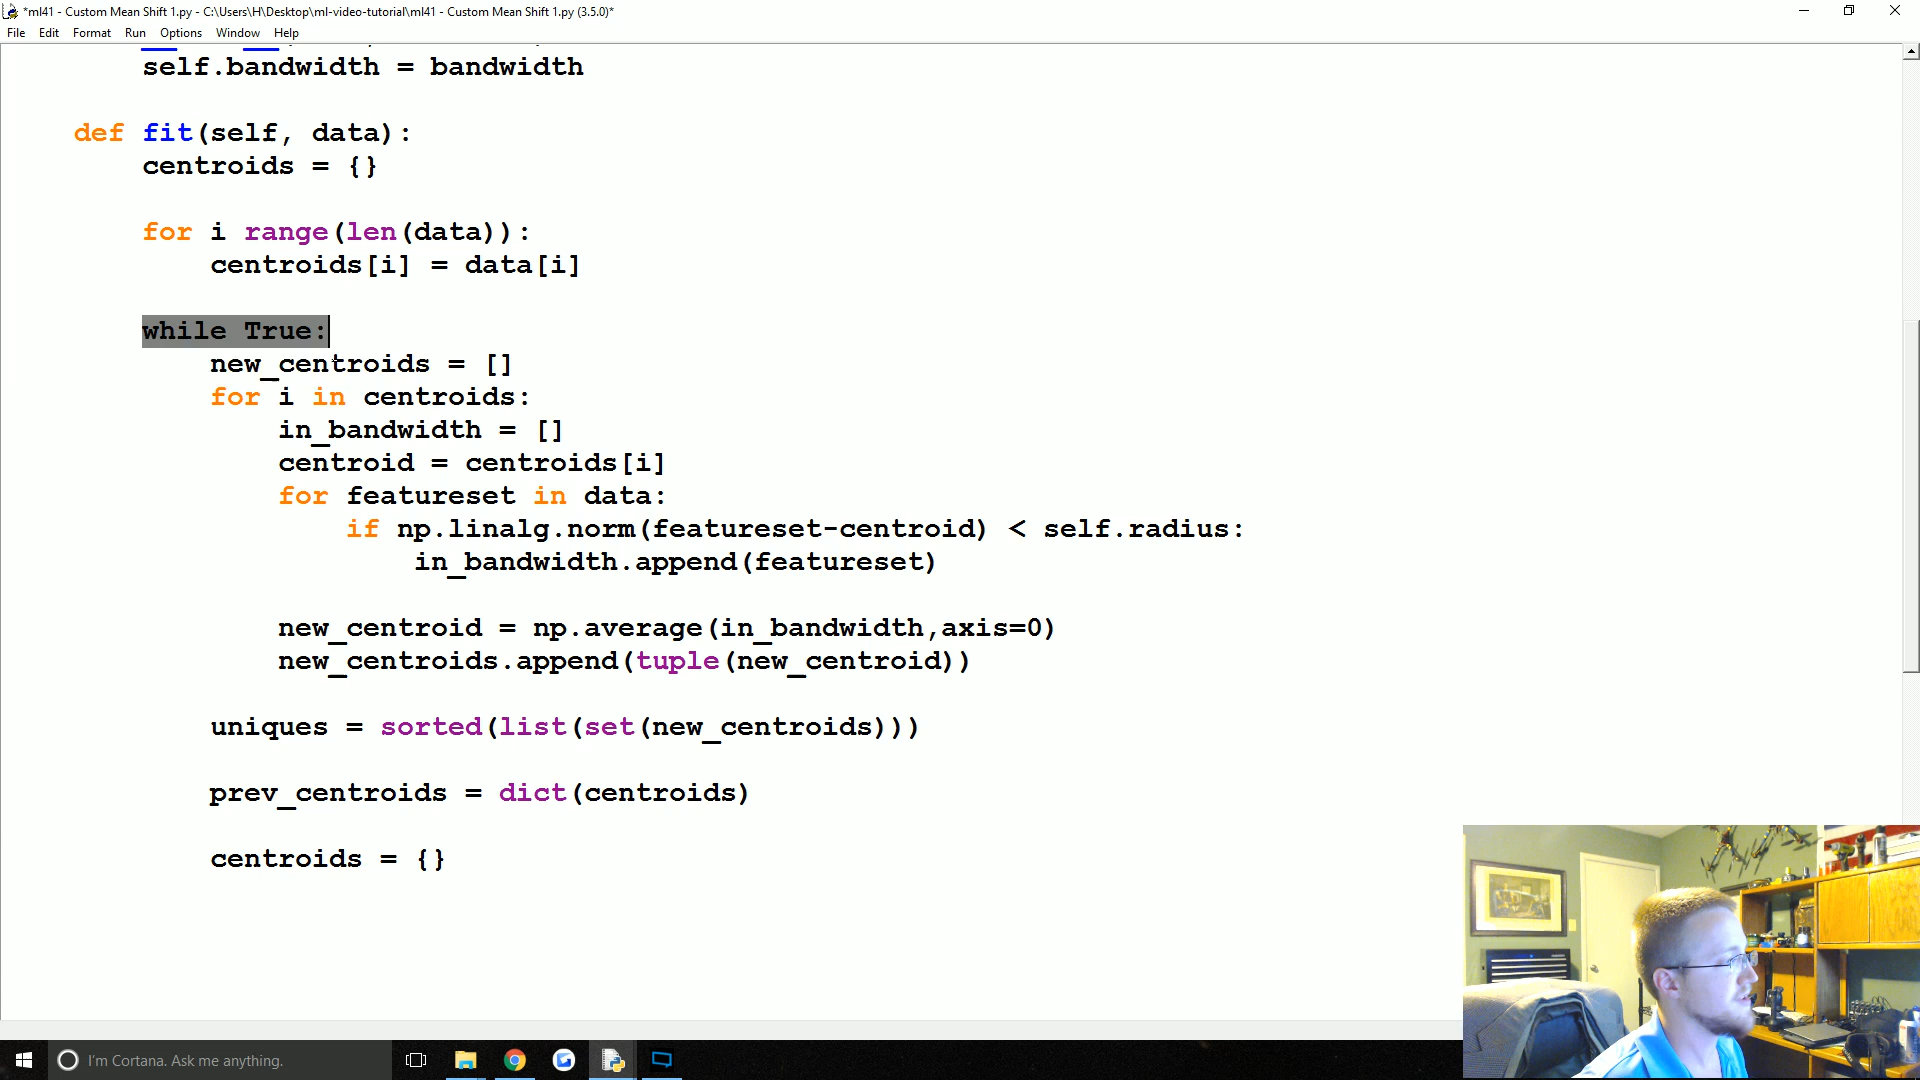 *ml41 - Custom Mean Shift 1.py - C:\Users\H\Desktop\ml-video-tutorial\ml41 - Custom Mean Shift 1.py (3.5.0)*
File Edit Format Run Options Window Help
self.bandwidth = bandwidth
def fit(self, data):
centroids = {}
for i range(len(data)):
centroids[i] = data[i]
while True:
new_centroids = []
for i in centroids:
in_bandwidth = []
centroid = centroids[i]
for featureset in data:
if np.linalg.norm(featureset-centroid) < self.radius:
in_bandwidth.append(featureset)
new_centroid = np.average(in_bandwidth,axis=0)
new_centroids.append(tuple(new_centroid))
uniques = sorted(list(set(new_centroids)))
prev_centroids = dict(centroids)
centroids = {}
I'm Cortana. Ask me anything.